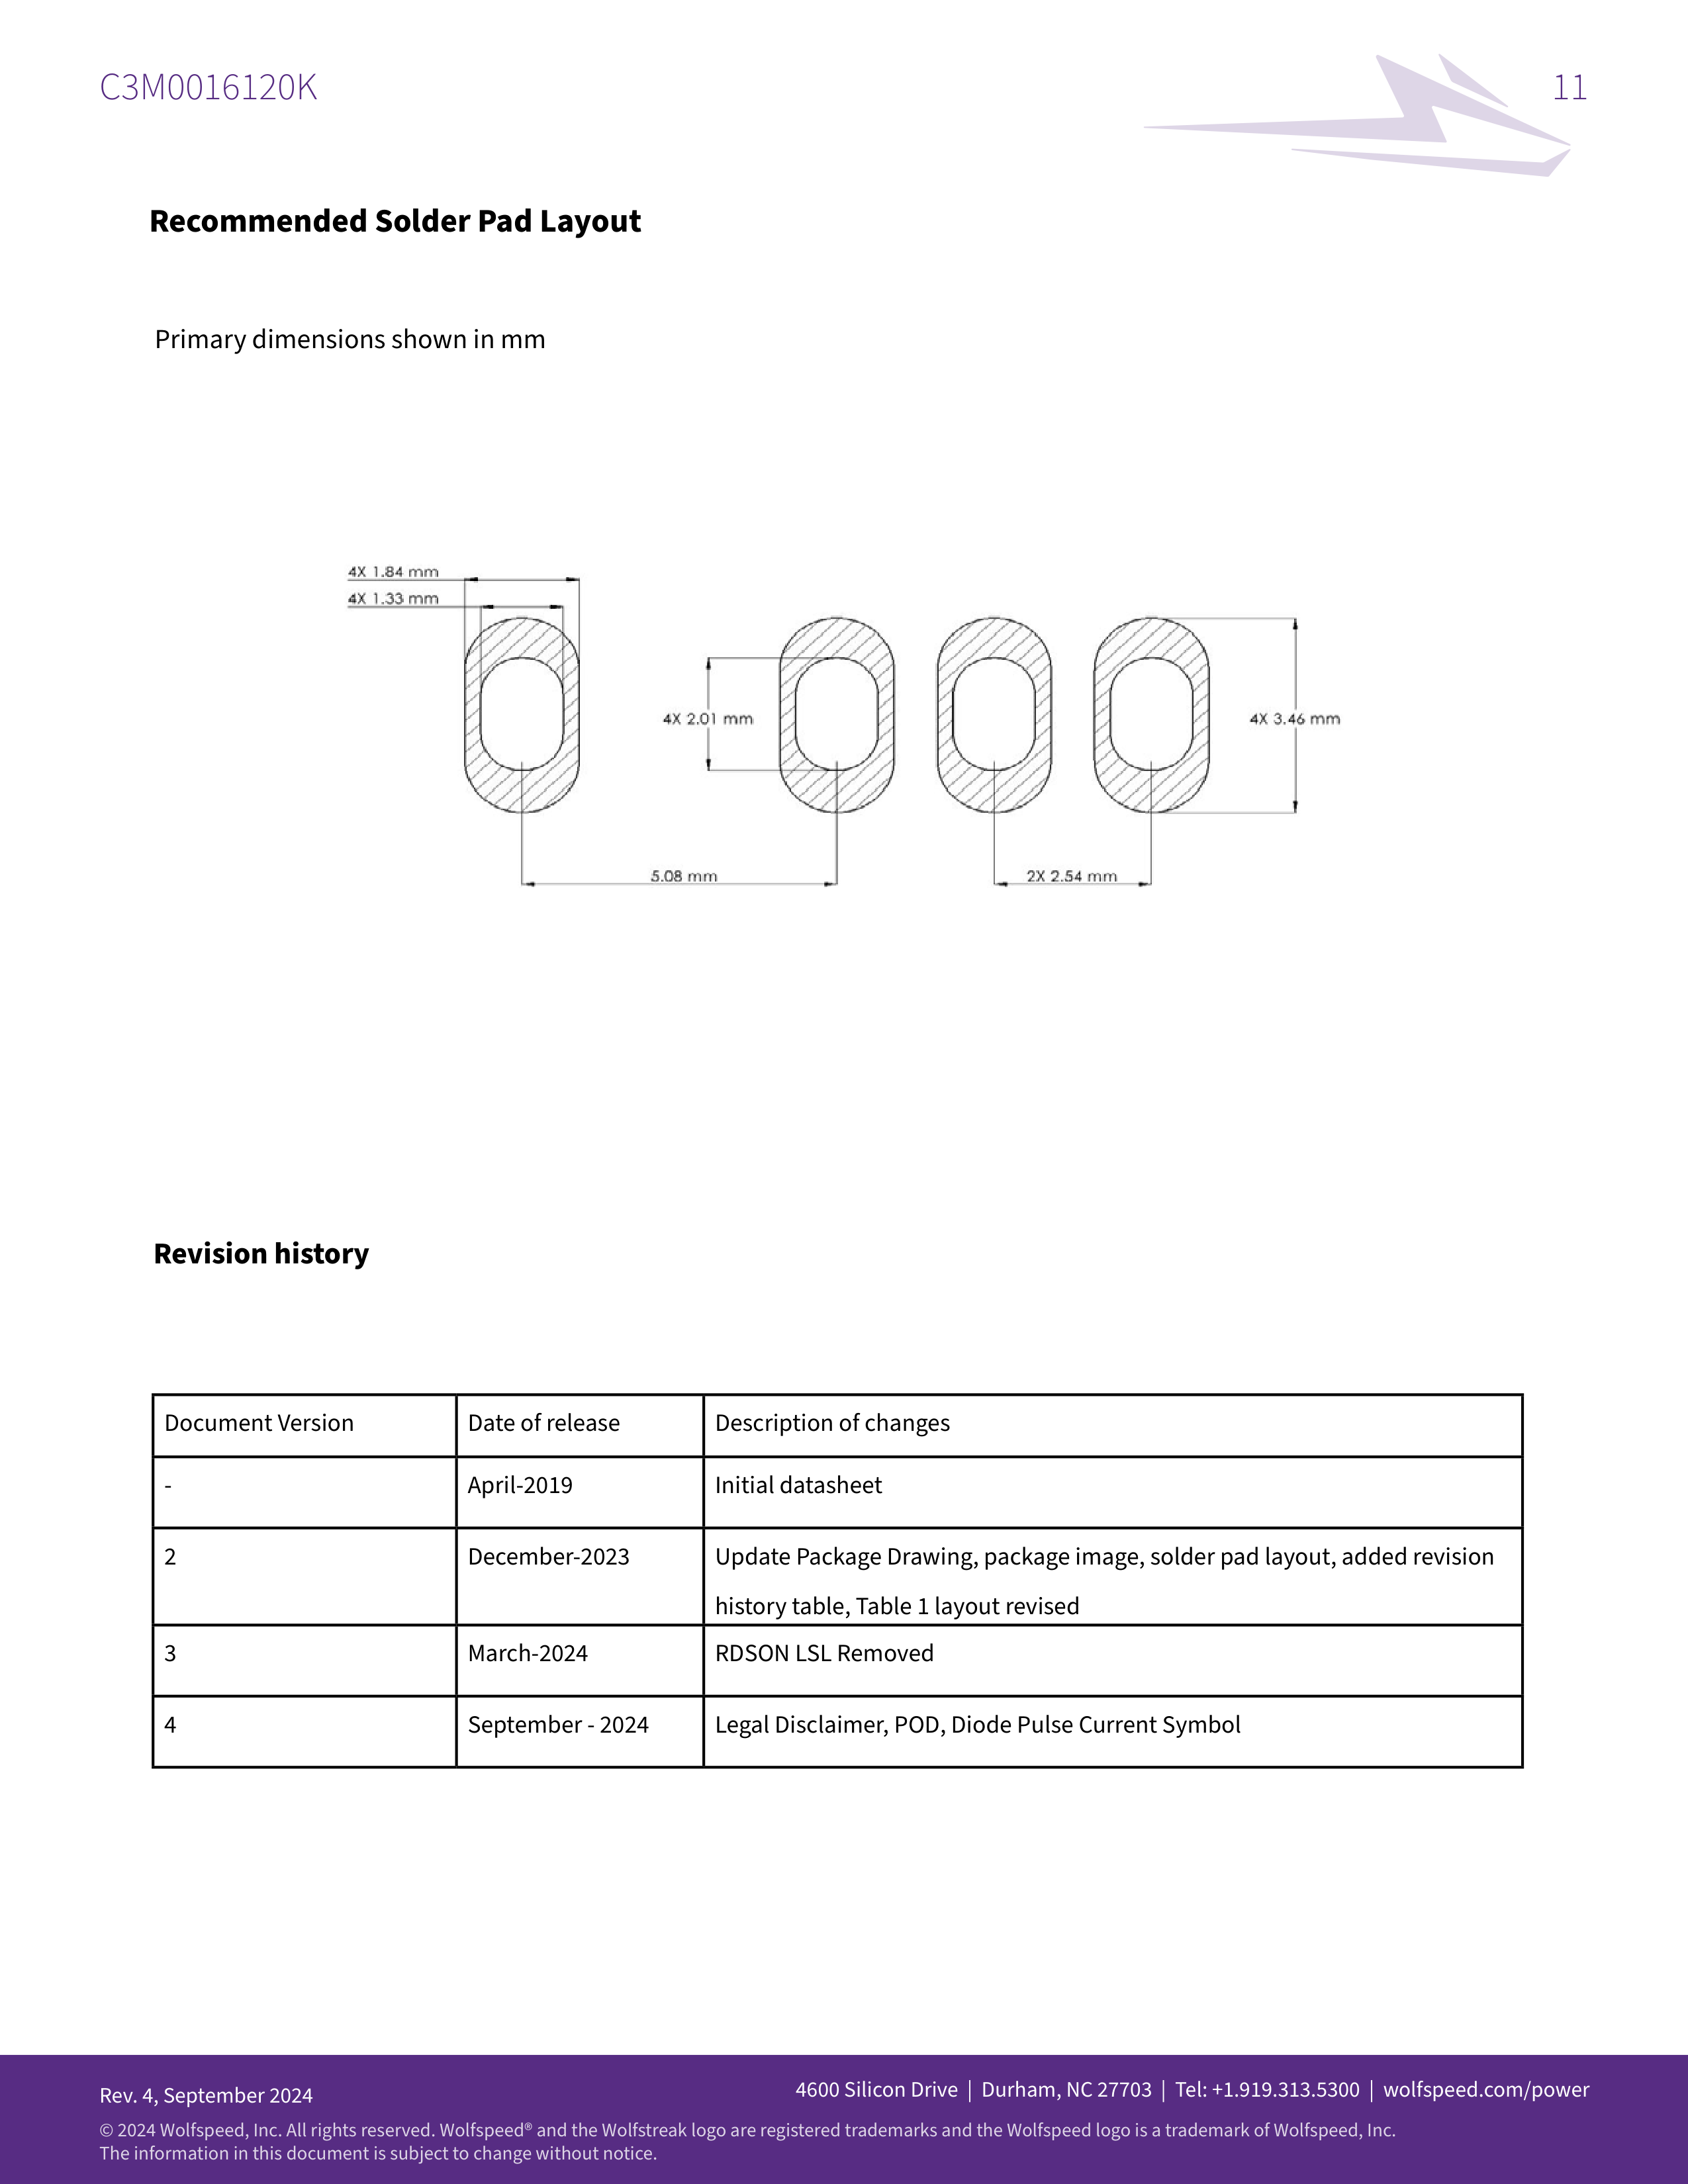 C3M0016120K
11
Recommended Solder Pad Layout
Primary dimensions shown in mm
4X 1.84 mm
4X 1.33 mm
4X 2.01 mm
4X 3.46 mm
5.08 mm
2X 2.54 mm
Revision history
Document Version Date of release Description of changes
- April-2019 Initial datasheet
2 December-2023 Update Package Drawing, package image, solder pad layout, added revision
history table, Table 1 layout revised
3 March-2024 RDSON LSL Removed
4 September - 2024 Legal Disclaimer, POD, Diode Pulse Current Symbol
Rev. 4, September 2024
4600 Silicon Drive | Durham, NC 27703 | Tel: +1.919.313.5300 | wolfspeed.com/power
© 2024 Wolfspeed, Inc. All rights reserved. Wolfspeed® and the Wolfstreak logo are registered trademarks and the Wolfspeed logo is a trademark of Wolfspeed, Inc.
The information in this document is subject to change without notice.